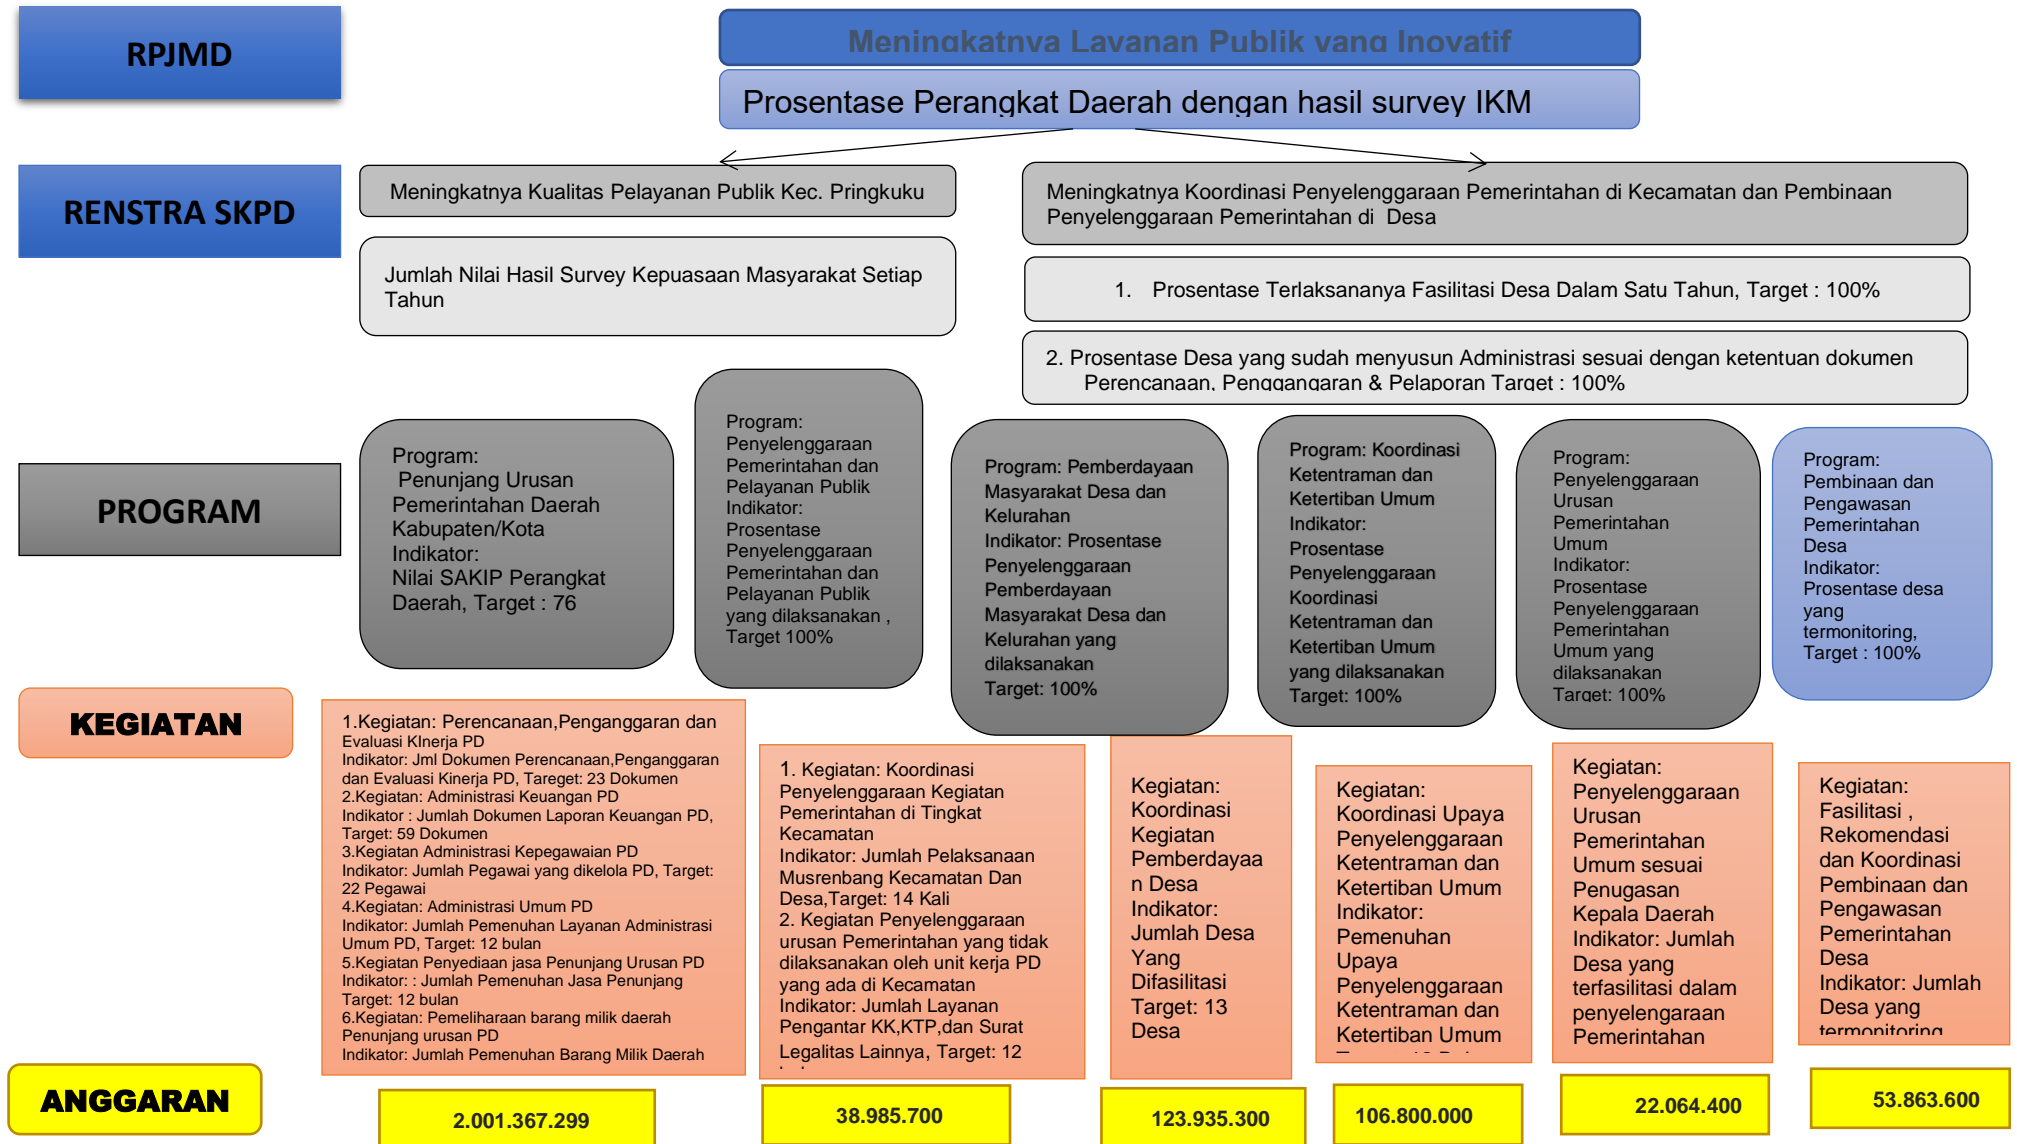 RPJMD
Meningkatnya Layanan Publik yang Inovatif
Prosentase Perangkat Daerah dengan hasil survey IKM
RENSTRA SKPD
Meningkatnya Kualitas Pelayanan Publik Kec. Pringkuku
Jumlah Nilai Hasil Survey Kepuasaan Masyarakat Setiap
Tahun
Meningkatnya Koordinasi Penyelenggaraan Pemerintahan di Kecamatan dan Pembinaan
Penyelenggaraan Pemerintahan di  Desa
1. Prosentase Terlaksananya Fasilitasi Desa Dalam Satu Tahun, Target : 100%
2. Prosentase Desa yang sudah menyusun Administrasi sesuai dengan ketentuan dokumen
Perencanaan, Penggangaran & Pelaporan Target : 100%
PROGRAM
Program:
Penunjang Urusan
Pemerintahan Daerah
Kabupaten/Kota
Indikator:
Nilai SAKIP Perangkat
Daerah, Target : 76
Program:
Penyelenggaraan
Pemerintahan dan
Pelayanan Publik
Indikator:
Prosentase
Penyelenggaraan
Pemerintahan dan
Pelayanan Publik
yang dilaksanakan ,
Target 100%
Program: Pemberdayaan
Masyarakat Desa dan
Kelurahan
Indikator: Prosentase
Penyelenggaraan
Pemberdayaan
Masyarakat Desa dan
Kelurahan yang
dilaksanakan
Target: 100%
Program: Koordinasi
Ketentraman dan
Ketertiban Umum
Indikator:
Prosentase
Penyelenggaraan
Koordinasi
Ketentraman dan
Ketertiban Umum
yang dilaksanakan
Target: 100%
Program:
Penyelenggaraan
Urusan
Pemerintahan
Umum
Indikator:
Prosentase
Penyelenggaraan
Pemerintahan
Umum yang
dilaksanakan
Target: 100%
Program:
Pembinaan dan
Pengawasan
Pemerintahan
Desa
Indikator:
Prosentase desa
yang
termonitoring,
Target : 100%
KEGIATAN
1.Kegiatan: Perencanaan,Penganggaran dan
Evaluasi KInerja PD
Indikator: Jml Dokumen Perencanaan,Penganggaran
dan Evaluasi Kinerja PD, Tareget: 23 Dokumen
2.Kegiatan: Administrasi Keuangan PD
Indikator : Jumlah Dokumen Laporan Keuangan PD,
Target: 59 Dokumen
3.Kegiatan Administrasi Kepegawaian PD
Indikator: Jumlah Pegawai yang dikelola PD, Target:
22 Pegawai
4.Kegiatan: Administrasi Umum PD
Indikator: Jumlah Pemenuhan Layanan Administrasi
Umum PD, Target: 12 bulan
5.Kegiatan Penyediaan jasa Penunjang Urusan PD
Indikator: : Jumlah Pemenuhan Jasa Penunjang
Target: 12 bulan
6.Kegiatan: Pemeliharaan barang milik daerah
Penunjang urusan PD
Indikator: Jumlah Pemenuhan Barang Milik Daerah
1. Kegiatan: Koordinasi
Penyelenggaraan Kegiatan
Pemerintahan di Tingkat
Kecamatan
Indikator: Jumlah Pelaksanaan
Musrenbang Kecamatan Dan
Desa,Target: 14 Kali
2. Kegiatan Penyelenggaraan
urusan Pemerintahan yang tidak
dilaksanakan oleh unit kerja PD
yang ada di Kecamatan
Indikator: Jumlah Layanan
Pengantar KK,KTP,dan Surat
Legalitas Lainnya, Target: 12
Kegiatan:
Koordinasi
Kegiatan
Pemberdayaa
n Desa
Indikator:
Jumlah Desa
Yang
Difasilitasi
Target: 13
Desa
Kegiatan:
Koordinasi Upaya
Penyelenggaraan
Ketentraman dan
Ketertiban Umum
Indikator:
Pemenuhan
Upaya
Penyelenggaraan
Ketentraman dan
Ketertiban Umum
Kegiatan:
Penyelenggaraan
Urusan
Pemerintahan
Umum sesuai
Penugasan
Kepala Daerah
Indikator: Jumlah
Desa yang
terfasilitasi dalam
penyelengaraan
Pemerintahan
Kegiatan:
Fasilitasi ,
Rekomendasi
dan Koordinasi
Pembinaan dan
Pengawasan
Pemerintahan
Desa
Indikator: Jumlah
Desa yang
termonitoring
ANGGARAN
2.001.367.299
38.985.700
123.935.300
106.800.000
22.064.400
53.863.600